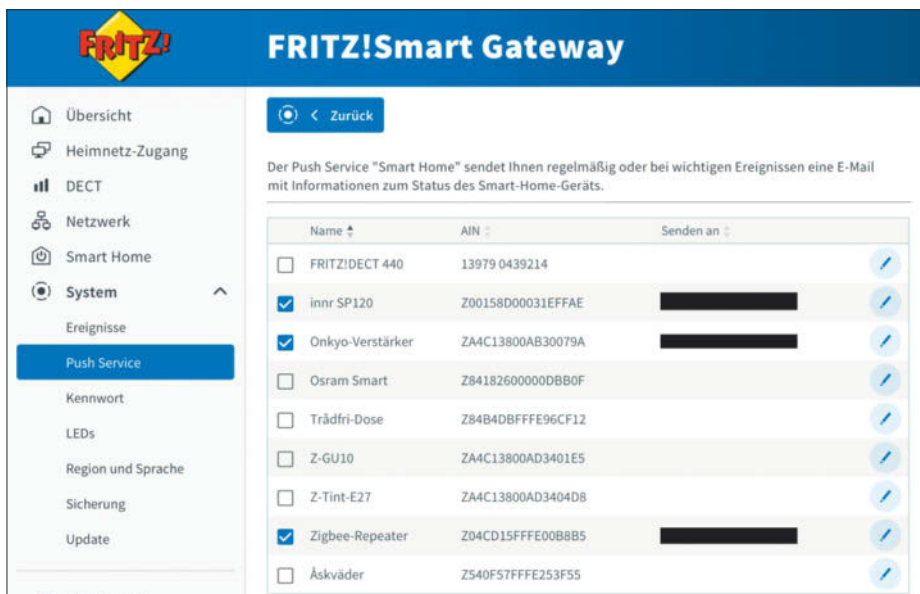 FRITZ!
FRITZ!Smart Gateway
Übersicht
Heimnetz-Zugang
DECT
Netzwerk
Smart Home
System
Ereignisse
Push Service
Kennwort
LEDs
Region und Sprache
Sicherung
Update
Zurück
Der Push Service "Smart Home" sendet Ihnen regelmäßig oder bei wichtigen Ereignissen eine E-Mail
mit Informationen zum Status des Smart-Home-Geräts.
Name AIN Senden an
FRITZ!DECT 440 13979 0439214
innr SP120 Z00158D00031EFFAE
Onkyo-Verstärker ZA4C13800AB30079A
Osram Smart Z84182600000DBB0F
Trådfri-Dose Z84B4DBFFFE96CF12
Z-GU10 ZA4C13800AD3401E5
Z-Tint-E27 ZA4C13800AD3404D8
Zigbee-Repeater Z04CD15FFFE00B8B5
Åskväder Z540F57FFFE253F55